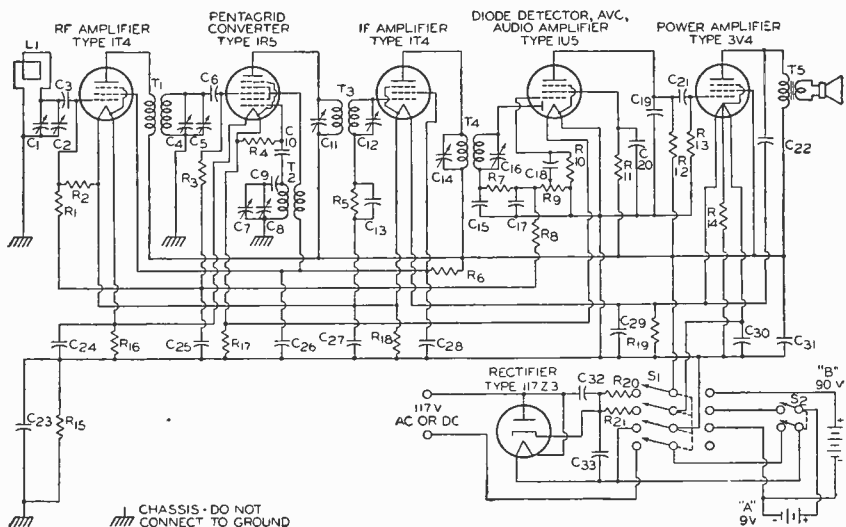 RF AMPLIFIER
TYPE 1T4
PENTAGRID
CONVERTER
TYPE 1R5
IF AMPLIFIER
TYPE 1T4
DIODE DETECTOR, AVC,
AUDIO AMPLIFIER
TYPE 1U5
POWER AMPLIFIER
TYPE 3V4
L1
C3
C1
C2
R1
R2
T1
C4
C5
C6
R3
R4
C10
C9
T2
C7
C8
T3
C11
C12
R5
C13
T4
C14
C16
R7
C15
C17
C18
R9
R10
R8
R6
R11
C20
C19
C21
R12
R13
R14
C22
T5
C24
R16
C25
R17
C26
C27
R18
C28
C29
R19
C30
C31
C23
R15
RECTIFIER
TYPE 117Z3
117V
AC OR DC
C32
C33
R20
R21
S1
S2
"B"
90V
+
-
"A"
9V
- +
CHASSIS - DO NOT
CONNECT TO GROUND